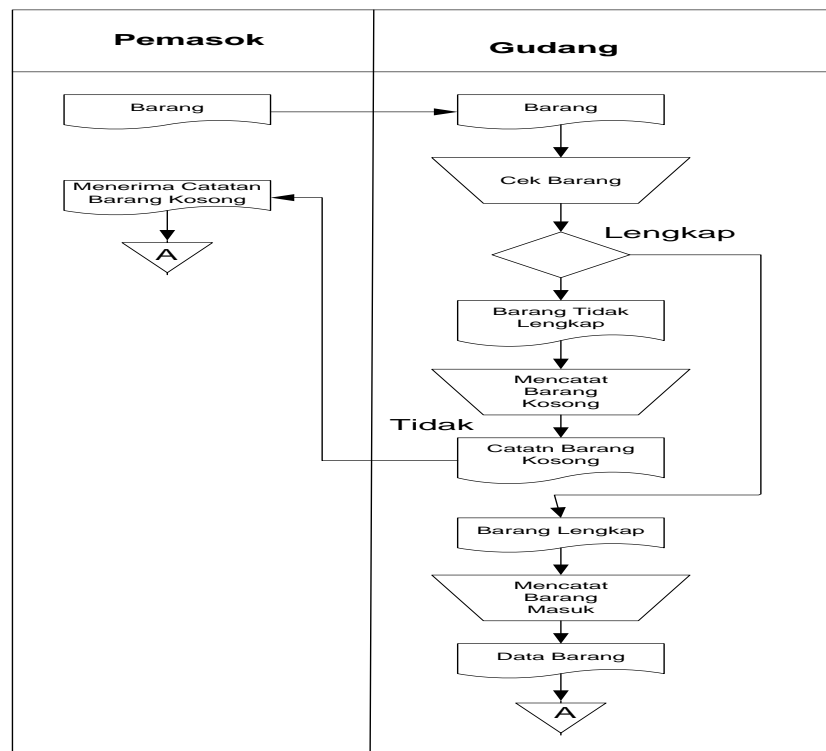 Pemasok
Gudang
Barang
Barang
Cek Barang
Menerima Catatan
Barang Kosong
A
Lengkap
Barang Tidak
Lengkap
Mencatat
Barang
Kosong
Tidak
Catatn Barang
Kosong
Barang Lengkap
Mencatat
Barang
Masuk
Data Barang
A